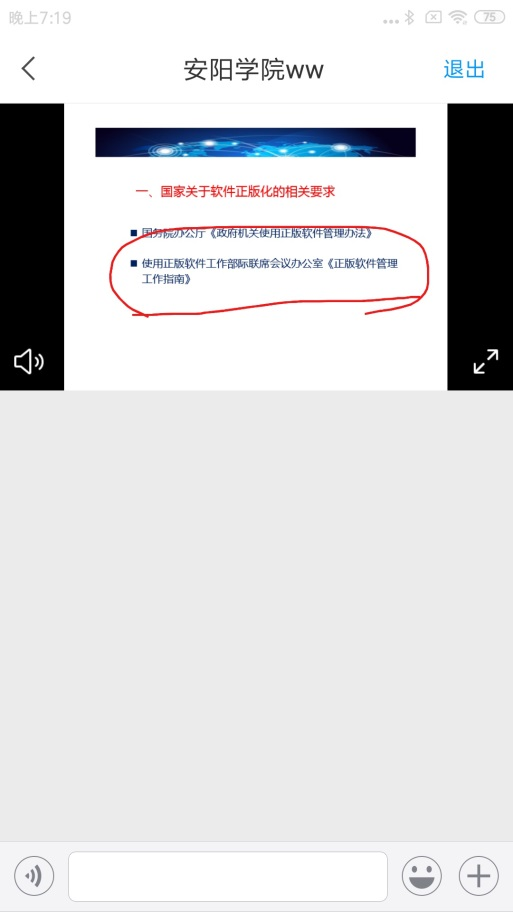 晚上7:19
75
安阳学院ww
退出
一、国家关于软件正版化的相关要求
■ 国务院办公厅《政府机关使用正版软件管理办法》
■ 使用正版软件工作部际联席会议办公室《正版软件管理
工作指南》